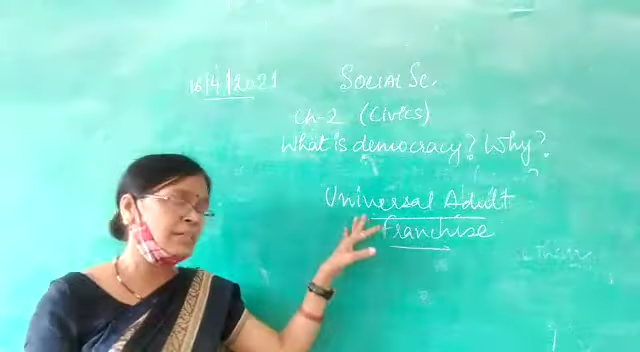 16/4/2021
SOCIAL SC.
Ch-2 (Civics)
What is democracy? Why?
Universal Adult
Franchise